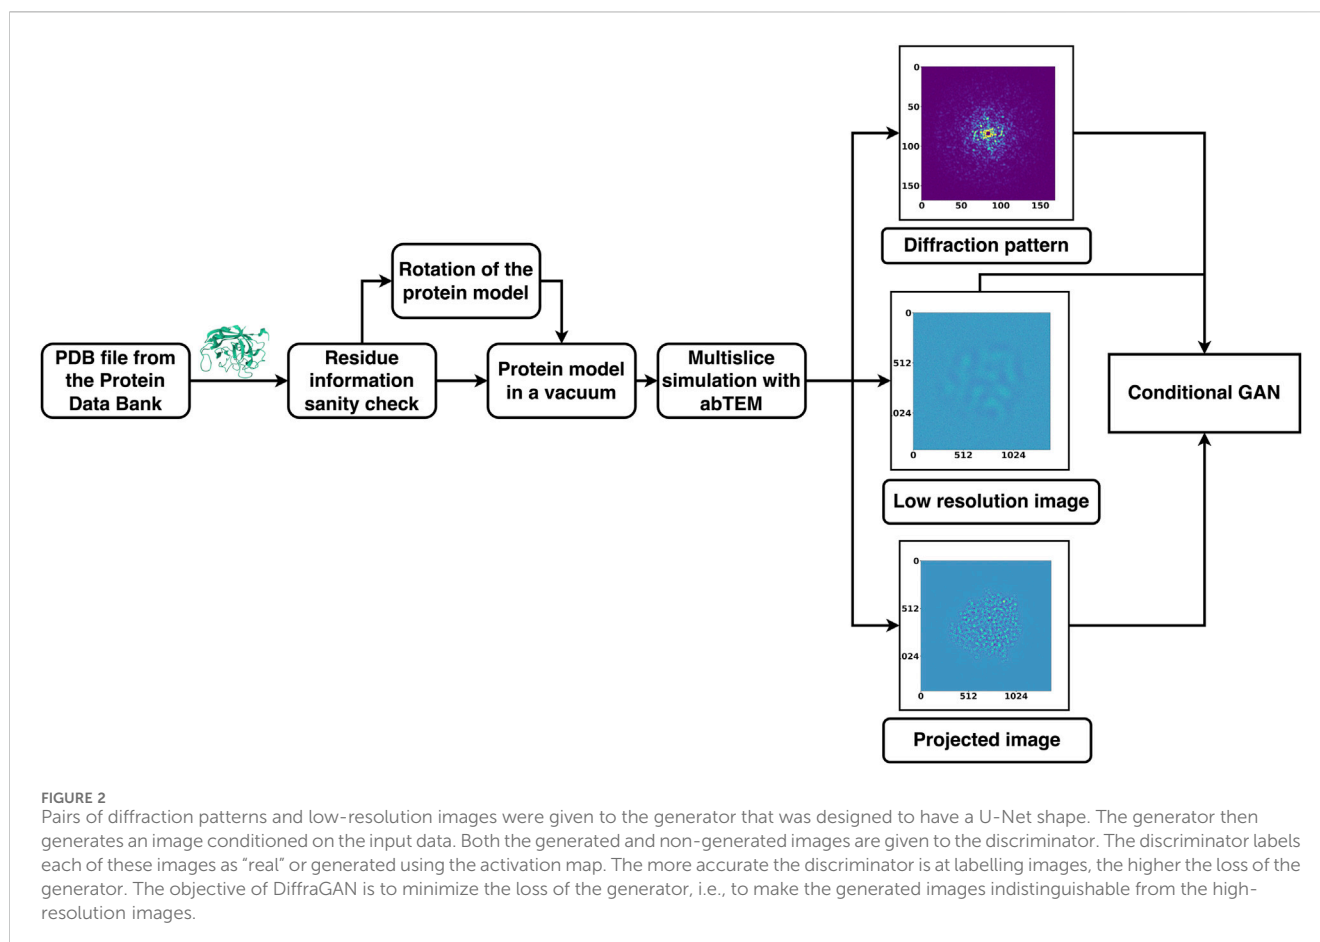 PDB file from
the Protein
Data Bank
Residue
information
sanity check
Rotation of the
protein model
Protein model
in a vacuum
Multislice
simulation with
abTEM
0
50
100
150
0 50 100 150
Diffraction pattern
0
512
024
0 512 1024
Low resolution image
0
512
024
0 512 1024
Projected image
Conditional GAN
FIGURE 2
Pairs of diffraction patterns and low-resolution images were given to the generator that was designed to have a U-Net shape. The generator then
generates an image conditioned on the input data. Both the generated and non-generated images are given to the discriminator. The discriminator labels
each of these images as “real” or generated using the activation map. The more accurate the discriminator is at labelling images, the higher the loss of the
generator. The objective of DiffraGAN is to minimize the loss of the generator, i.e., to make the generated images indistinguishable from the high-
resolution images.